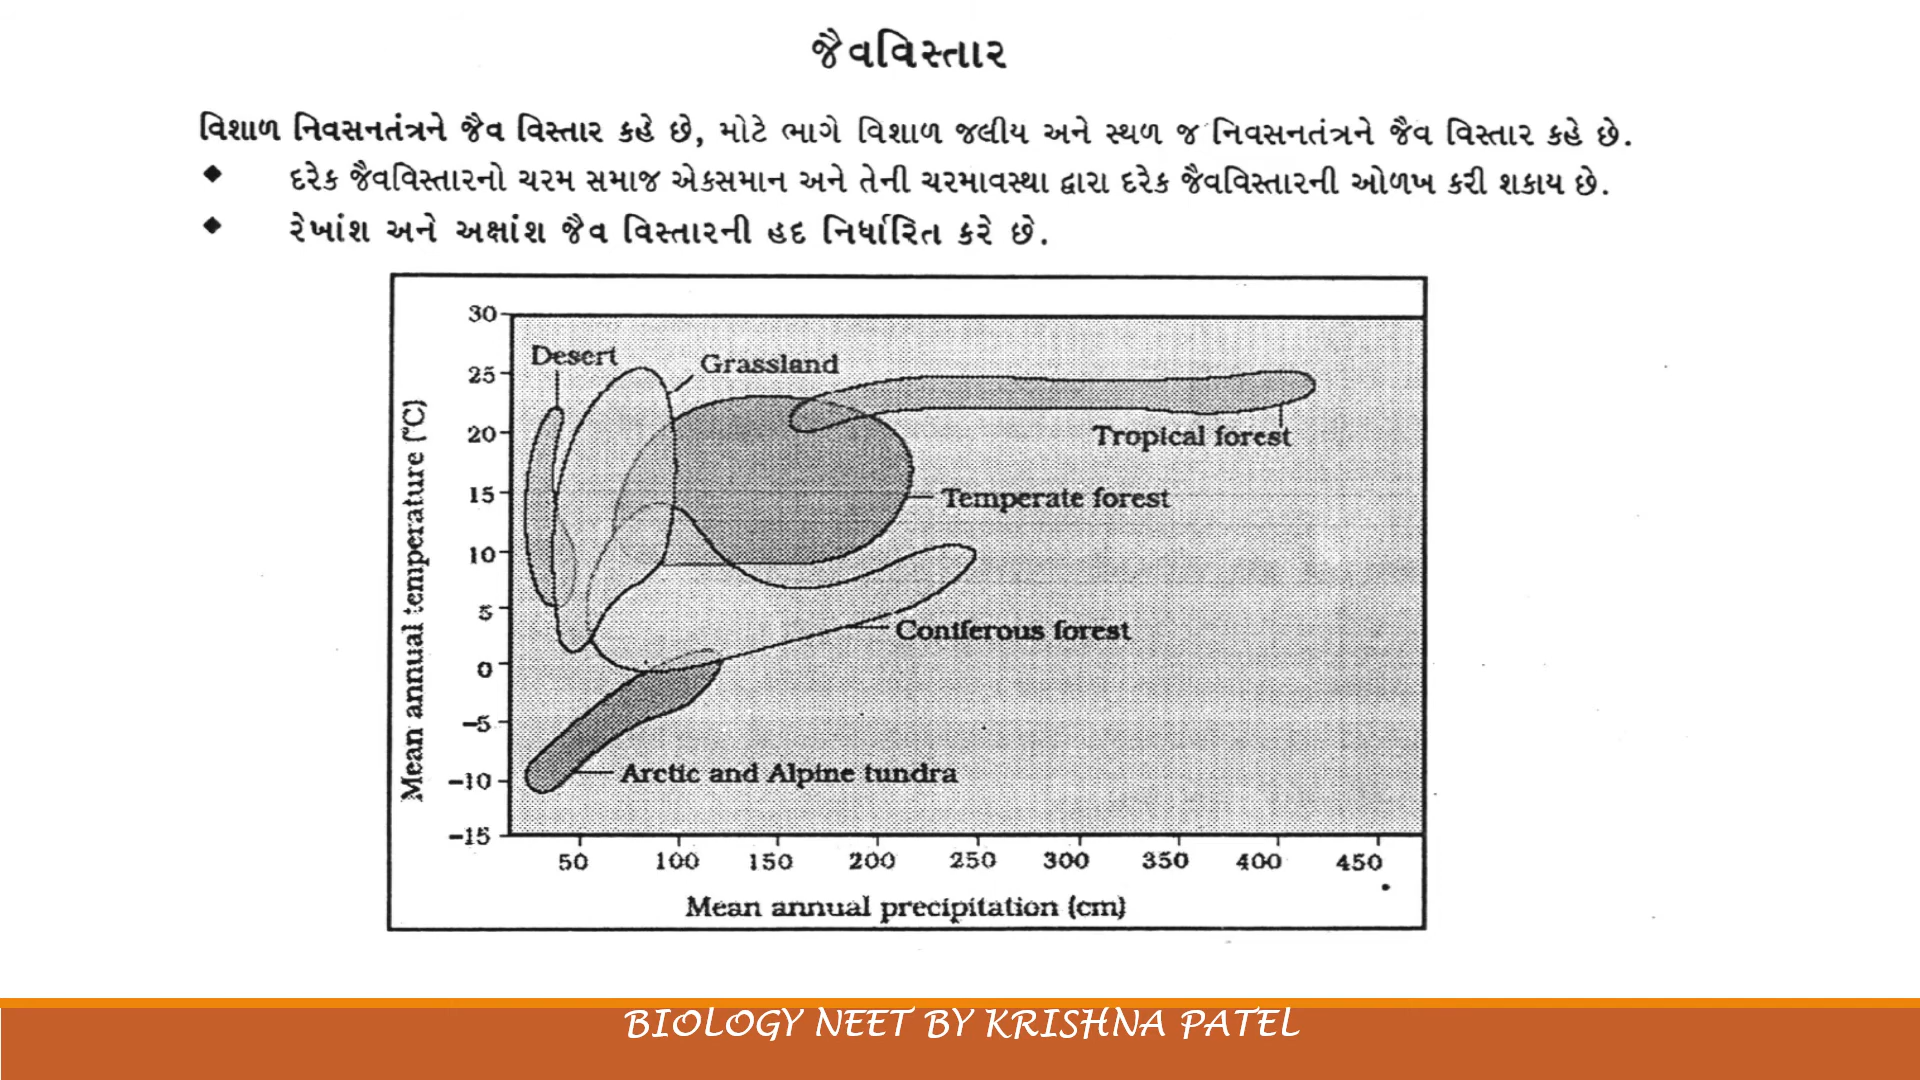 જૈવવિસ્તાર
વિશાળ નિવસનતંત્રને જૈવ વિસ્તાર કહે છે, મોટે ભાગે વિશાળ જલીય અને સ્થળ જ નિવસનતંત્રને જૈવ વિસ્તાર કહે છે.
◆ દરેક જૈવવિસ્તારનો ચરમ સમાજ એકસમાન અને તેની ચરમાવસ્થા દ્વારા દરેક જૈવવિસ્તારની ઓળખ કરી શકાય છે.
◆ રેખાંશ અને અક્ષાંશ જૈવ વિસ્તારની હદ નિર્ધારિત કરે છે.
30
Desert
Grassland
25
20
Tropical forest
15
Temperate forest
10
5
Coniferous forest
0
-5
-10
Arctic and Alpine tundra
-15
Mean annual temperature (°C)
50 100 150 200 250 300 350 400 450
Mean annual precipitation (cm)
BIOLOGY NEET BY KRISHNA PATEL